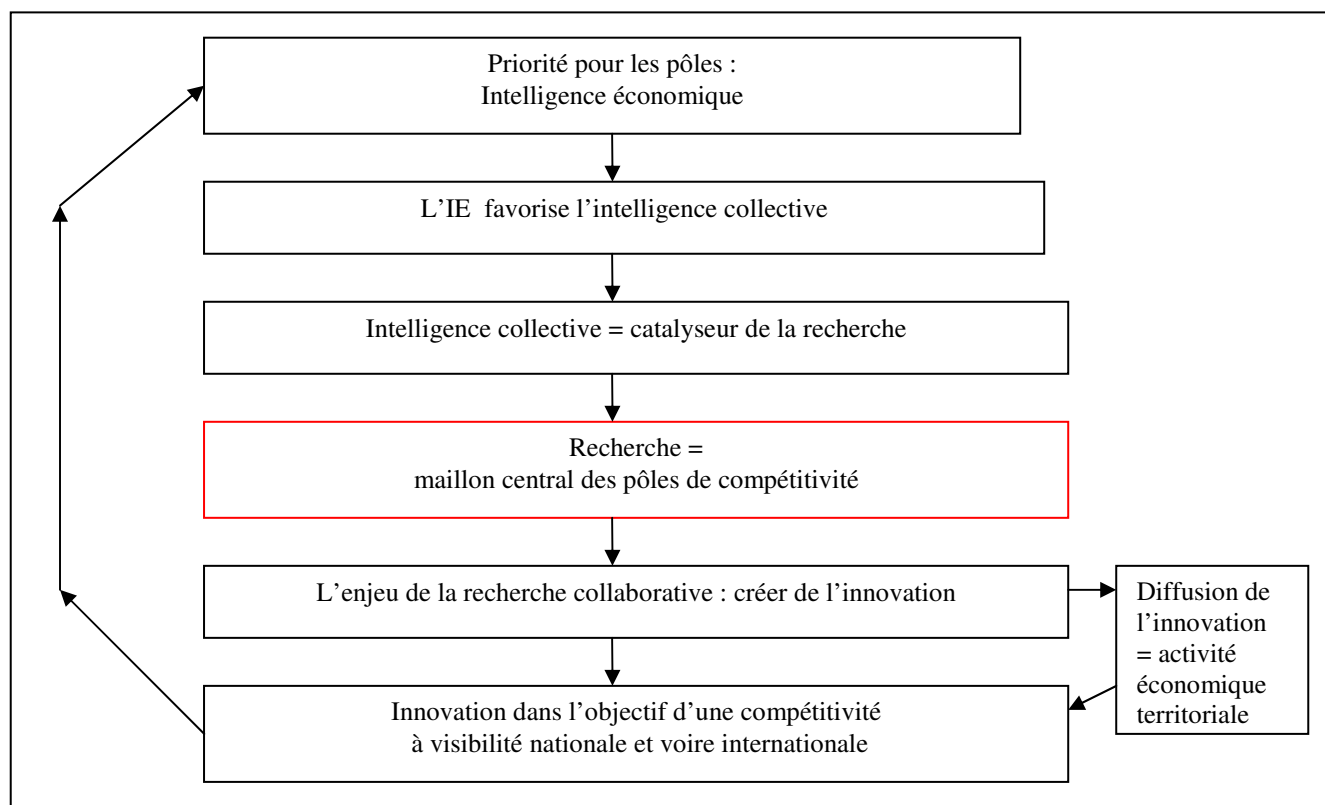 Priorité pour les pôles :
Intelligence économique
L’IE  favorise l’intelligence collective
Intelligence collective = catalyseur de la recherche
Recherche =
maillon central des pôles de compétitivité
L’enjeu de la recherche collaborative : créer de l’innovation
Diffusion de
l’innovation
= activité
économique
territoriale
Innovation dans l’objectif d’une compétitivité
à visibilité nationale et voire internationale